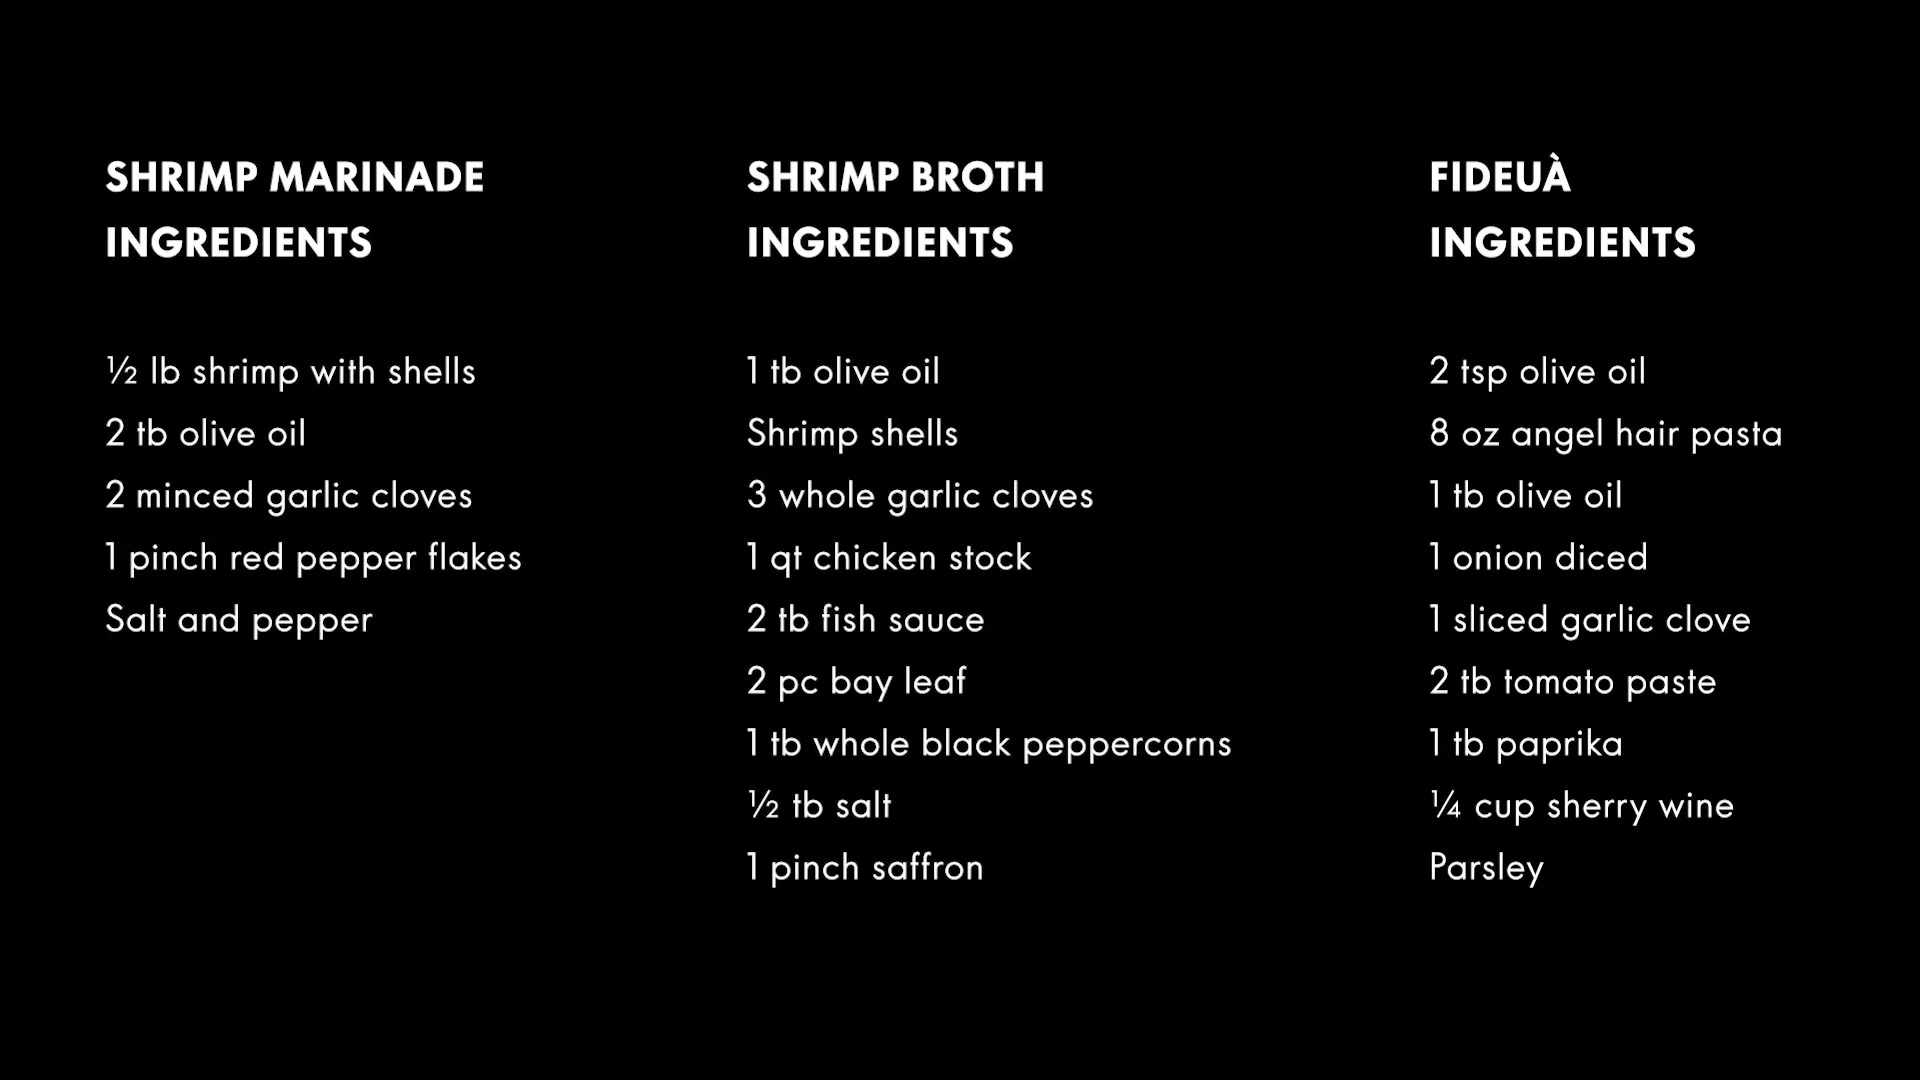 SHRIMP MARINADE
INGREDIENTS
½ lb shrimp with shells
2 tb olive oil
2 minced garlic cloves
1 pinch red pepper flakes
Salt and pepper
SHRIMP BROTH
INGREDIENTS
1 tb olive oil
Shrimp shells
3 whole garlic cloves
1 qt chicken stock
2 tb fish sauce
2 pc bay leaf
1 tb whole black peppercorns
½ tb salt
1 pinch saffron
FIDEUÀ
INGREDIENTS
2 tsp olive oil
8 oz angel hair pasta
1 tb olive oil
1 onion diced
1 sliced garlic clove
2 tb tomato paste
1 tb paprika
¼ cup sherry wine
Parsley